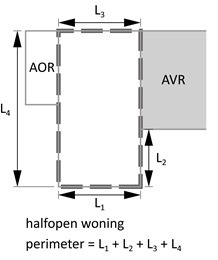 L3
AOR
AVR
L4
L2
L1
halfopen woning
perimeter = L1 + L2 + L3 + L4